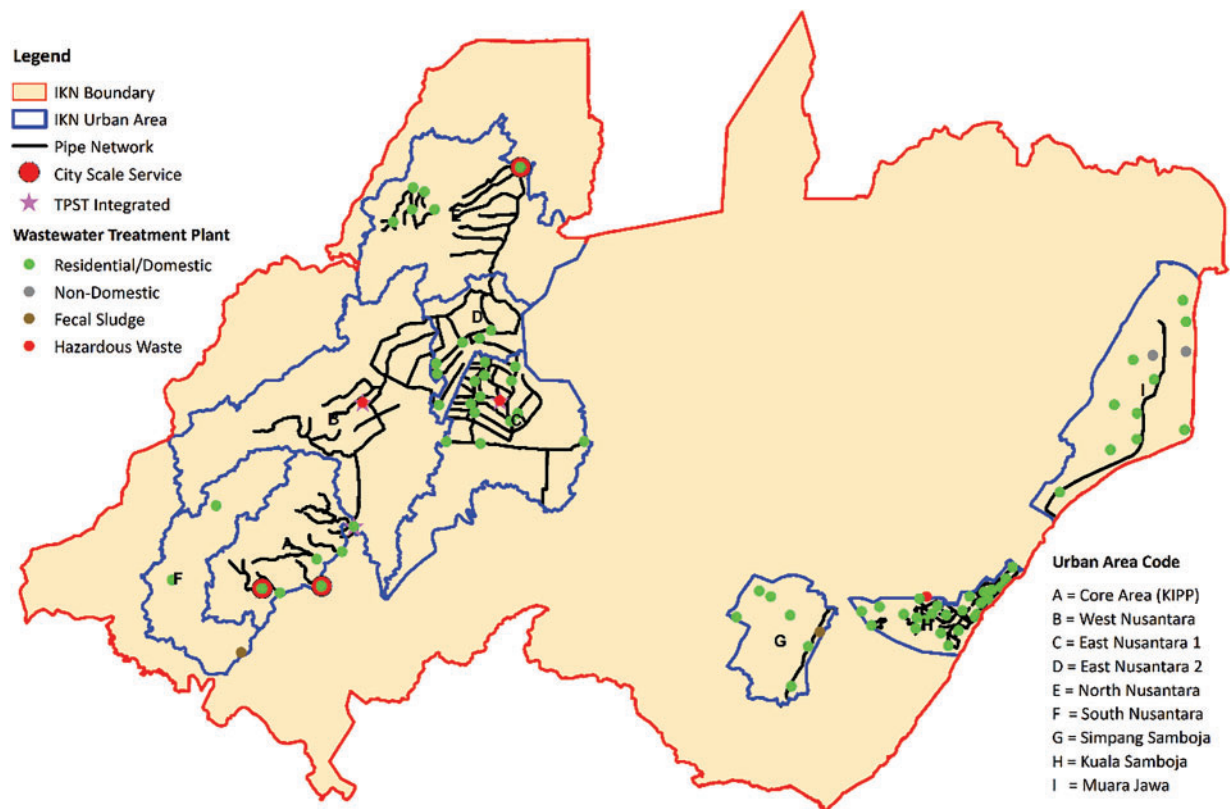 Legend
IKN Boundary
IKN Urban Area
Pipe Network
City Scale Service
TPST Integrated
Wastewater Treatment Plant
Residential/Domestic
Non-Domestic
Fecal Sludge
Hazardous Waste
E
D
B
C
A
F
G
H
I
Urban Area Code
A = Core Area (KIPP)
B = West Nusantara
C = East Nusantara 1
D = East Nusantara 2
E = North Nusantara
F = South Nusantara
G = Simpang Samboja
H = Kuala Samboja
I = Muara Jawa